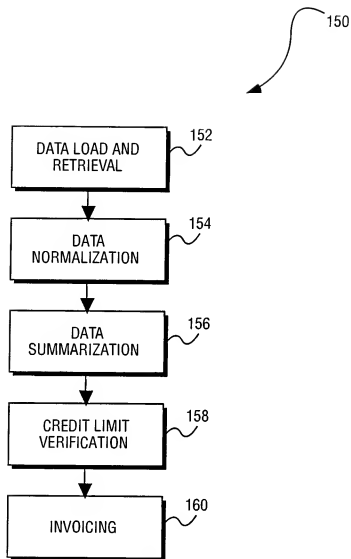 150
DATA LOAD AND
RETRIEVAL
152
DATA
NORMALIZATION
154
DATA
SUMMARIZATION
156
CREDIT LIMIT
VERIFICATION
158
INVOICING
160